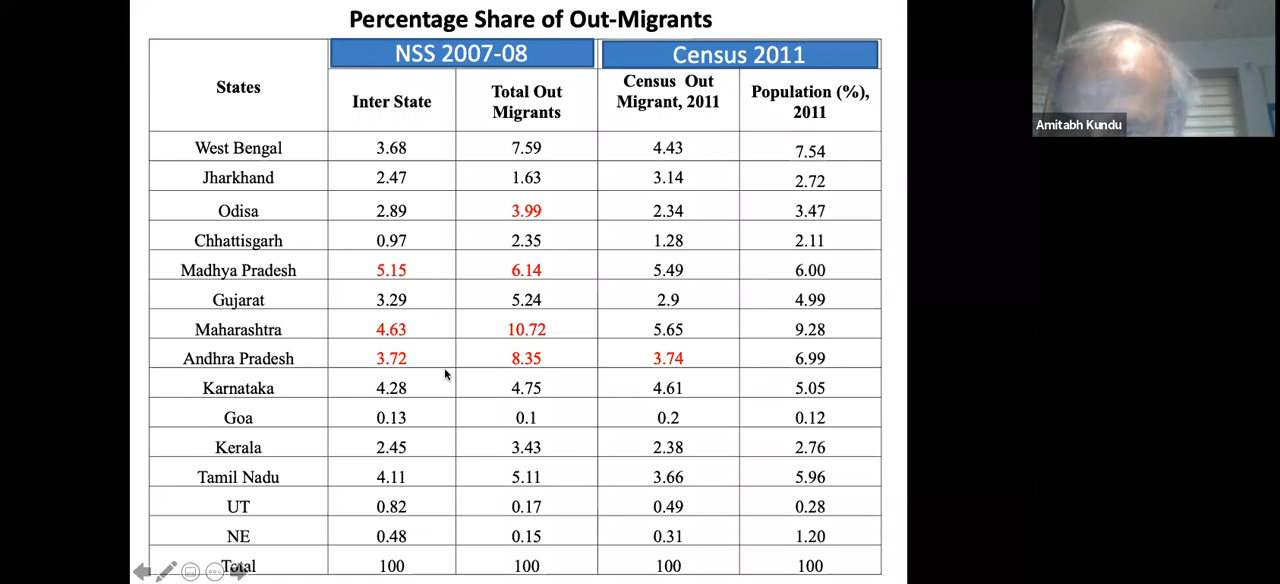 Percentage Share of Out-Migrants
NSS 2007-08 Census 2011
States Inter State Total Out Migrants Census Out Migrant, 2011 Population (%), 2011
West Bengal 3.68 7.59 4.43 7.54
Jharkhand 2.47 1.63 3.14 2.72
Odisa 2.89 3.99 2.34 3.47
Chhattisgarh 0.97 2.35 1.28 2.11
Madhya Pradesh 5.15 6.14 5.49 6.00
Gujarat 3.29 5.24 2.9 4.99
Maharashtra 4.63 10.72 5.65 9.28
Andhra Pradesh 3.72 8.35 3.74 6.99
Karnataka 4.28 4.75 4.61 5.05
Goa 0.13 0.1 0.2 0.12
Kerala 2.45 3.43 2.38 2.76
Tamil Nadu 4.11 5.11 3.66 5.96
UT 0.82 0.17 0.49 0.28
NE 0.48 0.15 0.31 1.20
Total 100 100 100 100
Amitabh Kundu